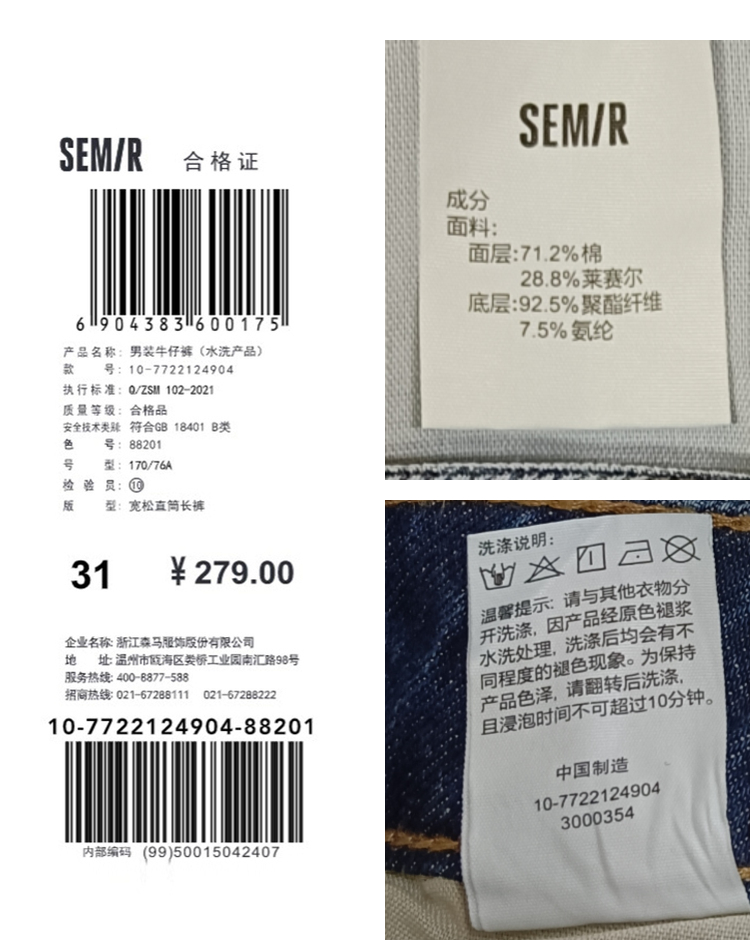 SEMIR 合格证
6 904383 600175
产品名称: 男装牛仔裤（水洗产品）
款 号: 10-7722124904
执行标准: Q/ZSM 102-2021
质量等级: 合格品
安全技术类别: 符合GB 18401 B类
色 号: 88201
号 型: 170/76A
检 验 员: ⑩
版 型: 宽松直筒长裤
31 ¥279.00
企业名称: 浙江森马服饰股份有限公司
地 址: 温州市瓯海区娄桥工业园南汇路98号
服务热线: 400-8877-588
招商热线: 021-67288111 021-67288222
10-7722124904-88201
内部编码 (99)50015042407
SEMIR
成分
面料:
面层:71.2%棉
28.8%莱赛尔
底层:92.5%聚酯纤维
7.5%氨纶
洗涤说明:
温馨提示: 请与其他衣物分
开洗涤，因产品经原色褪浆
水洗处理，洗涤后均会有不
同程度的褪色现象。为保持
产品色泽，请翻转后洗涤，
且浸泡时间不可超过10分钟。
中国制造
10-7722124904
3000354